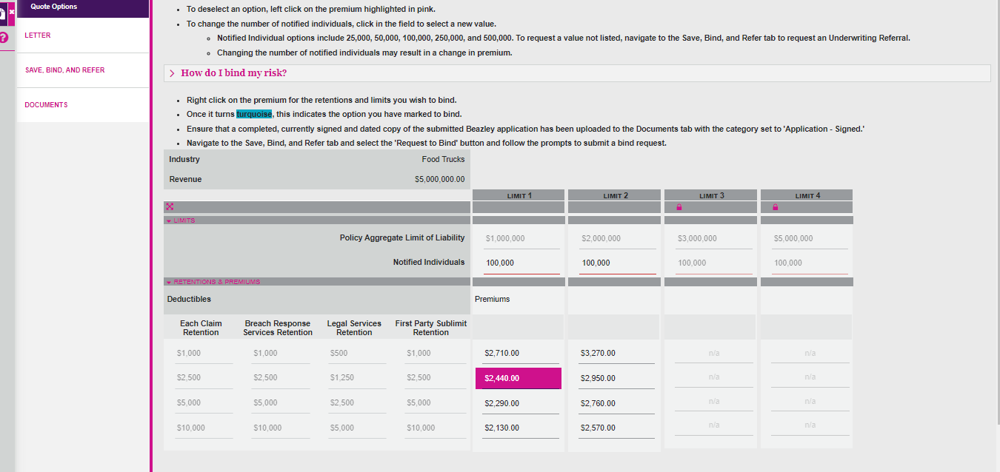 Quote Options
LETTER
SAVE, BIND, AND REFER
DOCUMENTS
?
• To deselect an option, left click on the premium highlighted in pink.
• To change the number of notified individuals, click in the field to select a new value.
◦ Notified Individual options include 25,000, 50,000, 100,000, 250,000, and 500,000. To request a value not listed, navigate to the Save, Bind, and Refer tab to request an Underwriting Referral.
◦ Changing the number of notified individuals may result in a change in premium.
How do I bind my risk?
• Right click on the premium for the retentions and limits you wish to bind.
• Once it turns turquoise, this indicates the option you have marked to bind.
• Ensure that a completed, currently signed and dated copy of the submitted Beazley application has been uploaded to the Documents tab with the category set to 'Application - Signed.'
• Navigate to the Save, Bind, and Refer tab and select the 'Request to Bind' button and follow the prompts to submit a bind request.
Industry Food Trucks
Revenue $5,000,000.00
LIMIT 1 LIMIT 2 LIMIT 3 LIMIT 4
LIMITS
Policy Aggregate Limit of Liability $1,000,000 $2,000,000 $3,000,000 $5,000,000
Notified Individuals 100,000 100,000 100,000 100,000
RETENTIONS & PREMIUMS
Deductibles Premiums
Each Claim Retention Breach Response Services Retention Legal Services Retention First Party Sublimit Retention
$1,000 $1,000 $500 $1,000 $2,710.00 $3,270.00 n/a n/a
$2,500 $2,500 $1,250 $2,500 $2,440.00 $2,950.00 n/a n/a
$5,000 $5,000 $2,500 $5,000 $2,290.00 $2,760.00 n/a n/a
$10,000 $10,000 $5,000 $10,000 $2,130.00 $2,570.00 n/a n/a